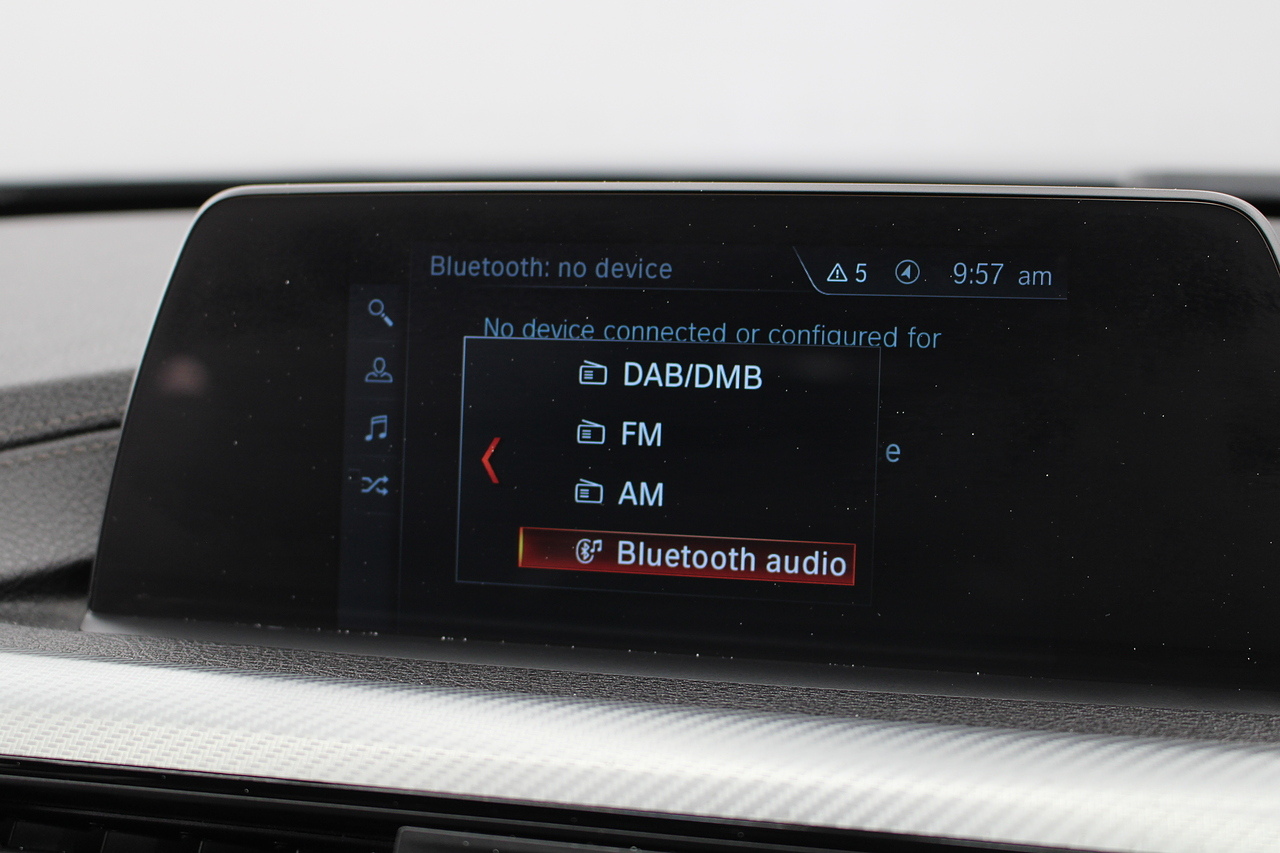 Bluetooth: no device
5
9:57 am
No device connected or configured for
DAB/DMB
FM
e
AM
Bluetooth audio